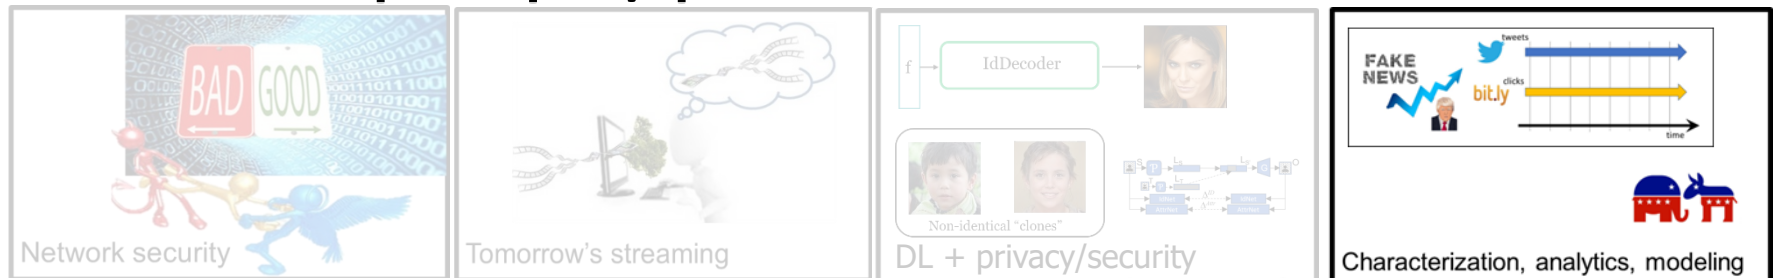 BAD GOOD
Network security
Tomorrow's streaming
f
IdDecoder
Non-identical "clones"
S
P
G
O
DL + privacy/security
FAKE
NEWS
tweets
clicks
bit.ly
time
Characterization, analytics, modeling